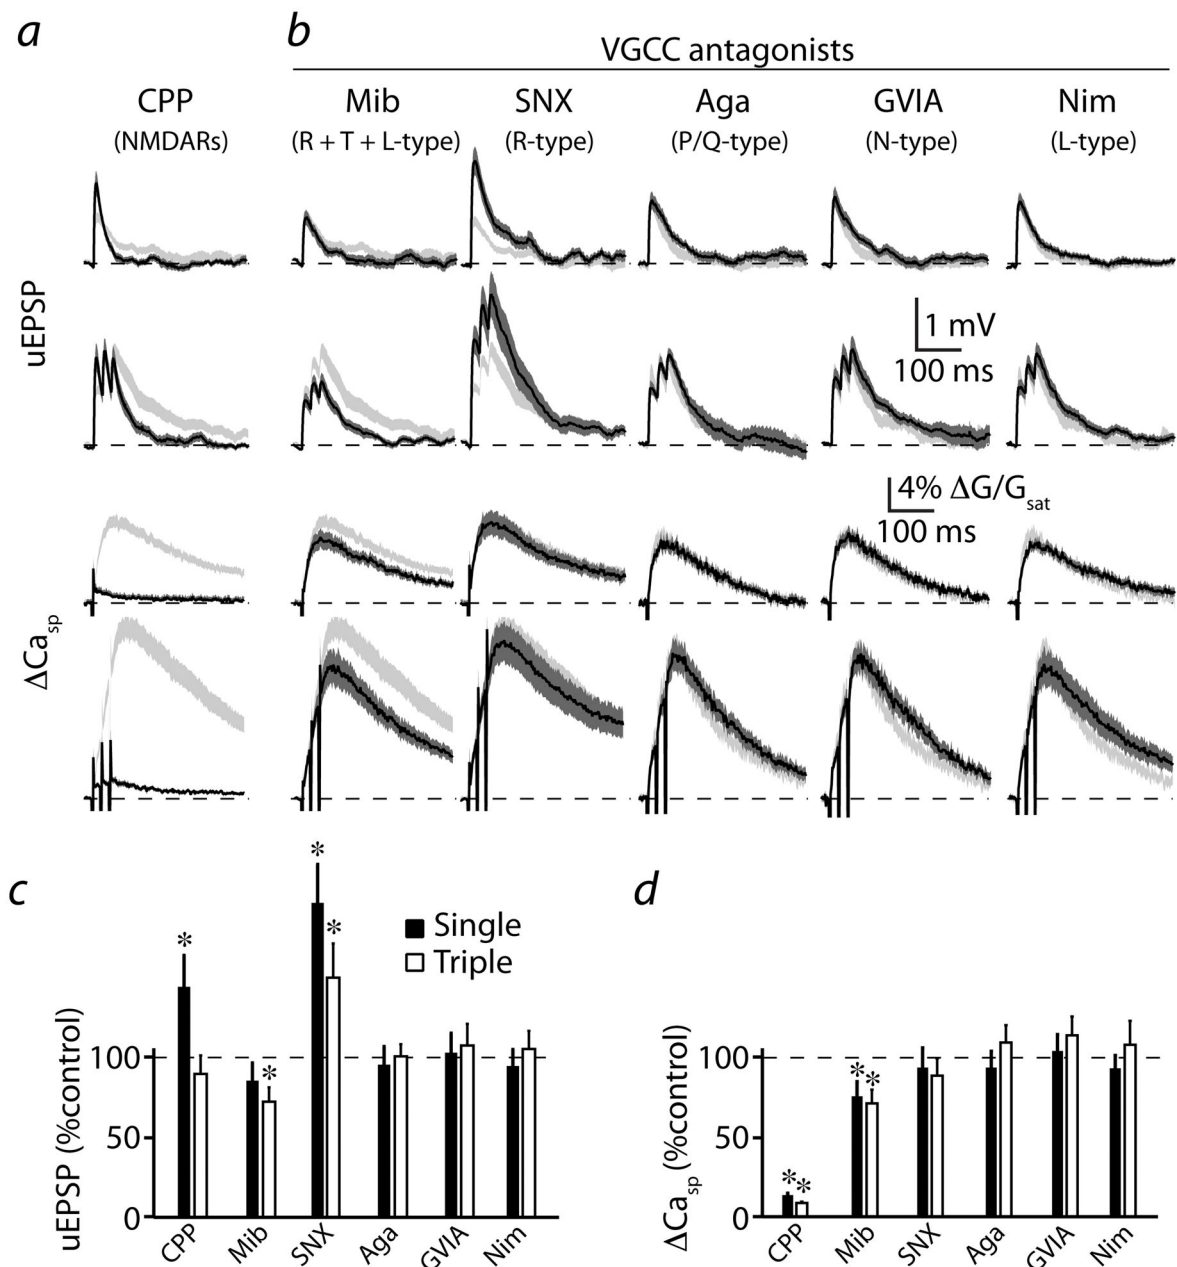 a
b
VGCC antagonists
CPP
Mib
SNX
Aga
GVIA
Nim
(NMDARs)
(R + T + L-type)
(R-type)
(P/Q-type)
(N-type)
(L-type)
uEPSP
1 mV
100 ms
4% ΔG/Gsat
100 ms
ΔCasp
c
*
*
*
*
Single
Triple
uEPSP (%control)
100
50
0
CPP
Mib
SNX
Aga
GVIA
Nim
d
* *
* *
ΔCasp (%control)
100
50
0
CPP
Mib
SNX
Aga
GVIA
Nim